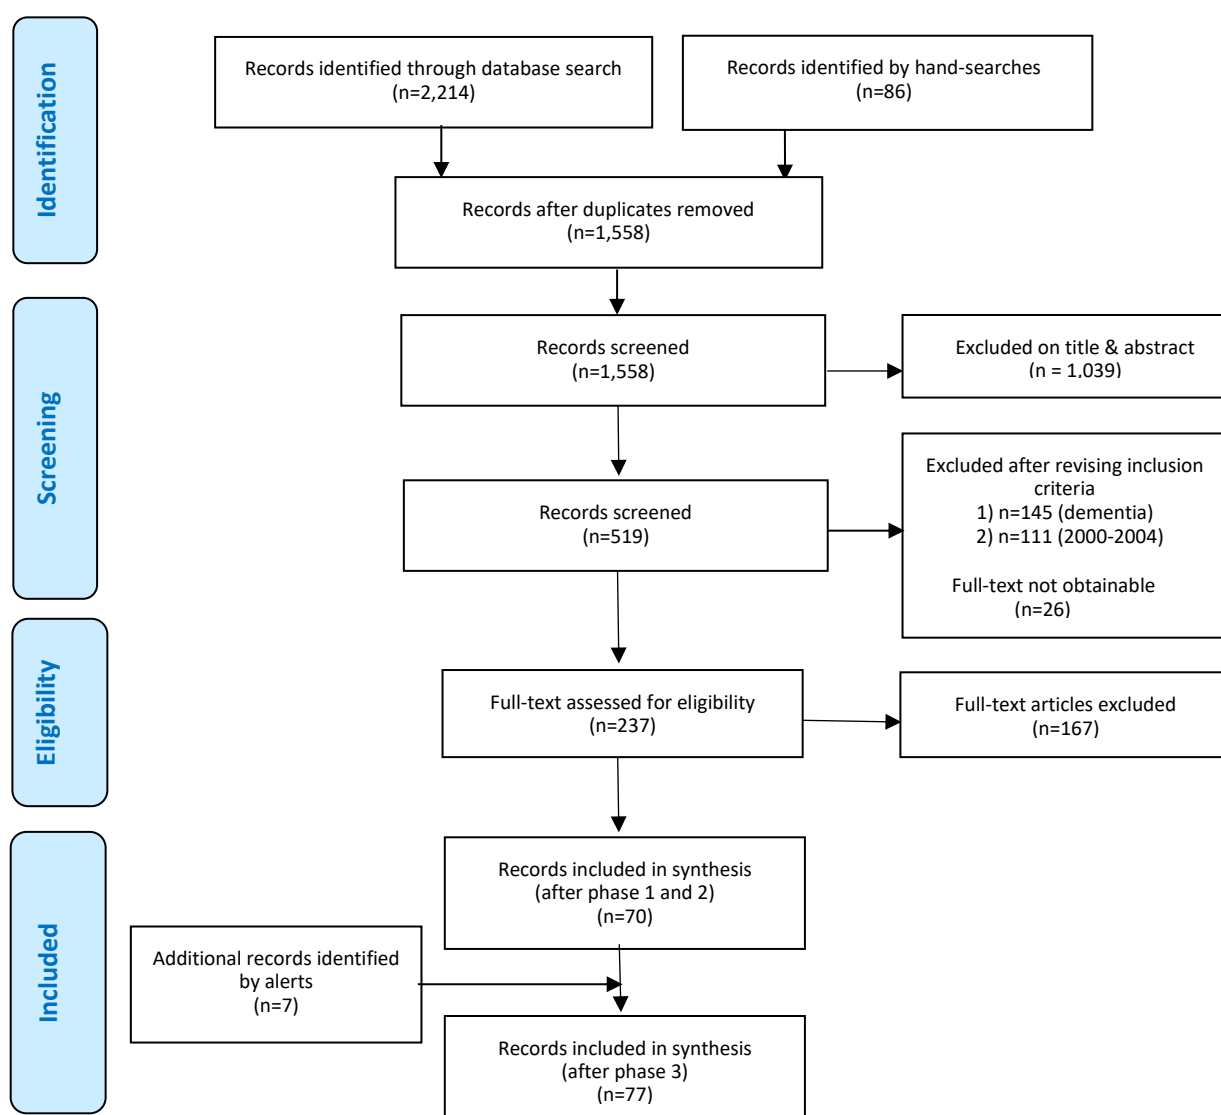 Identification
Records identified through database search
(n=2,214)
Records identified by hand-searches
(n=86)
Records after duplicates removed
(n=1,558)
Screening
Records screened
(n=1,558)
Excluded on title & abstract
(n = 1,039)
Records screened
(n=519)
Excluded after revising inclusion
criteria
1) n=145 (dementia)
2) n=111 (2000-2004)
Full-text not obtainable
(n=26)
Eligibility
Full-text assessed for eligibility
(n=237)
Full-text articles excluded
(n=167)
Included
Records included in synthesis
(after phase 1 and 2)
(n=70)
Additional records identified
by alerts
(n=7)
Records included in synthesis
(after phase 3)
(n=77)